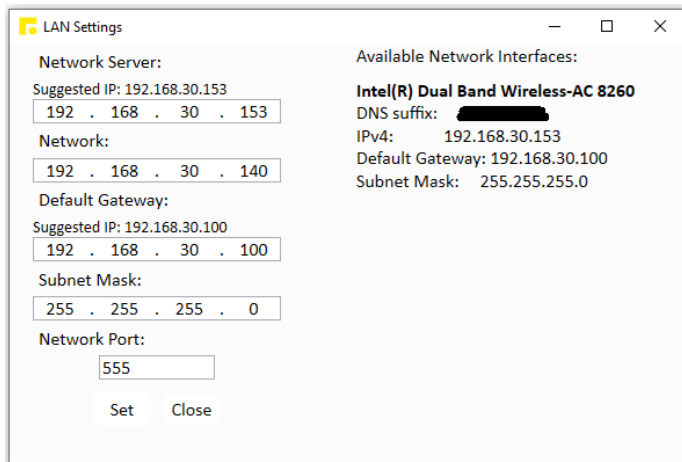 LAN Settings
Network Server:
Suggested IP: 192.168.30.153
192 . 168 . 30 . 153
Network:
192 . 168 . 30 . 140
Default Gateway:
Suggested IP: 192.168.30.100
192 . 168 . 30 . 100
Subnet Mask:
255 . 255 . 255 . 0
Network Port:
555
Set Close
Available Network Interfaces:
Intel(R) Dual Band Wireless-AC 8260
DNS suffix:
IPv4: 192.168.30.153
Default Gateway: 192.168.30.100
Subnet Mask: 255.255.255.0